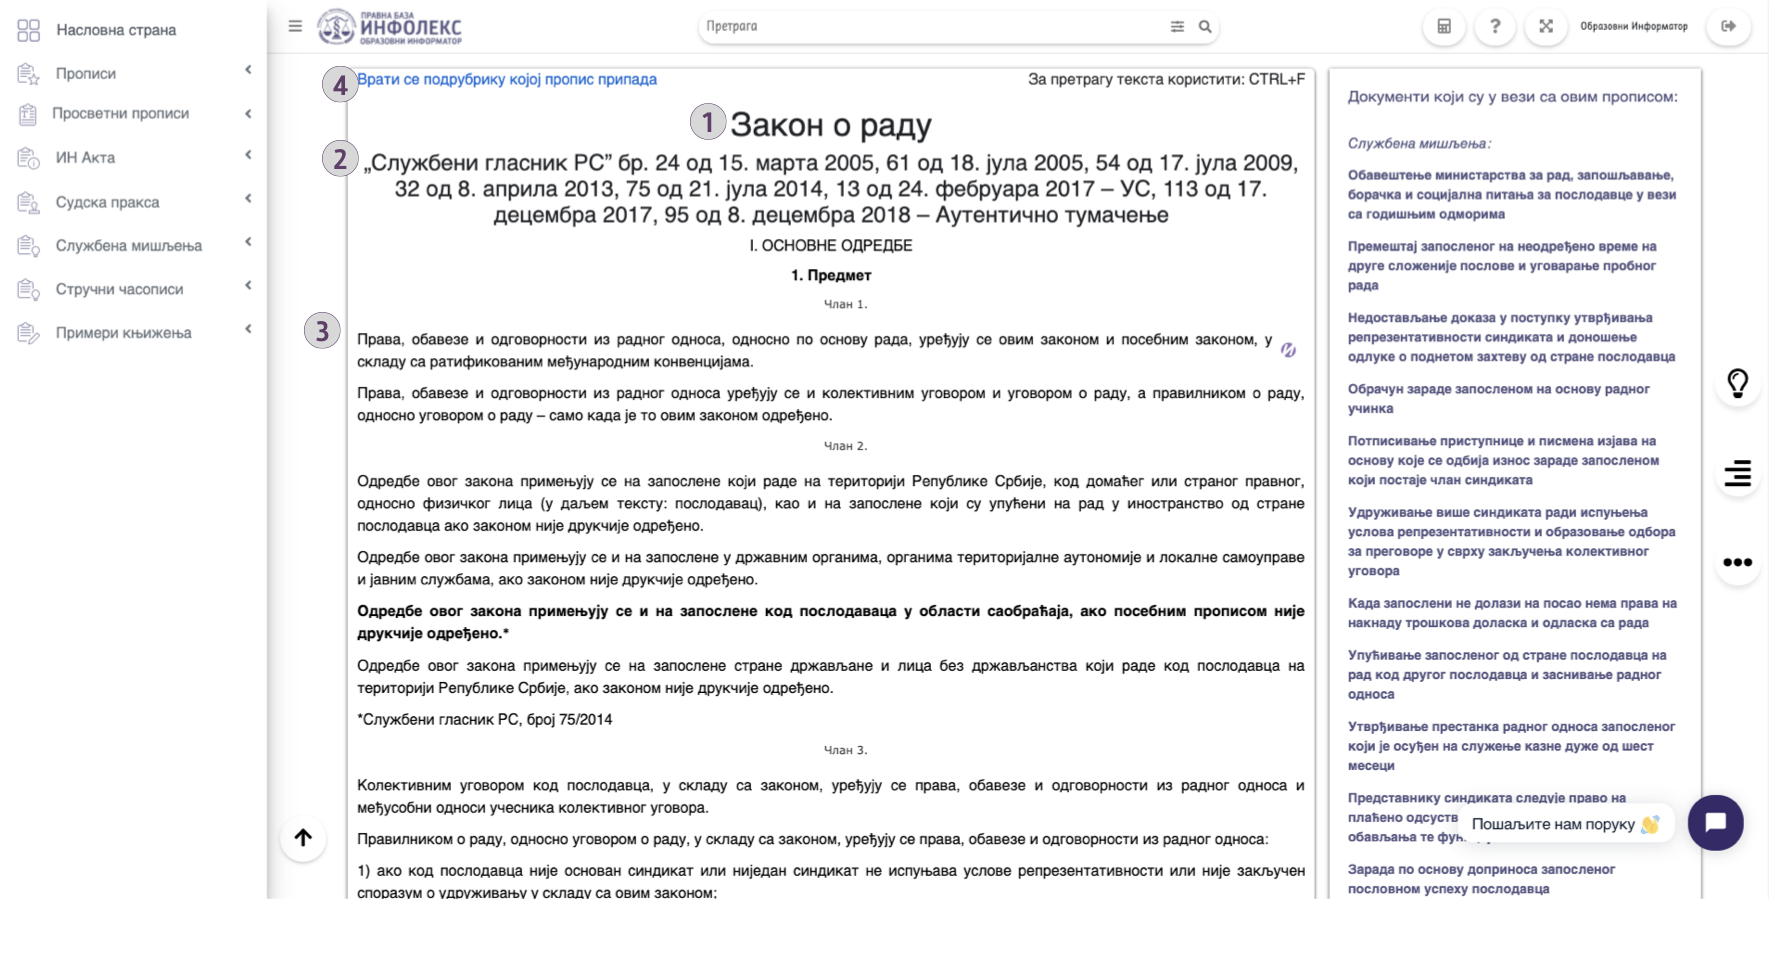 Насловна страна
Прописи
Просветни прописи
ИН Акта
Судска пракса
Службена мишљења
Стручни часописи
Примери књижења
ПРАВНА БАЗА
ИНФОЛЕКС
ОБРАЗОВНИ ИНФОРМАТОР
Претрага
?
Образовни Информатор
4 Врати се подрубрику којој пропис припада
За претрагу текста користити: CTRL+F
1 Закон о раду
2 „Службени гласник РС” бр. 24 од 15. марта 2005, 61 од 18. јула 2005, 54 од 17. јула 2009,
32 од 8. априла 2013, 75 од 21. јула 2014, 13 од 24. фебруара 2017 – УС, 113 од 17.
децембра 2017, 95 од 8. децембра 2018 – Аутентично тумачење
I. ОСНОВНЕ ОДРЕДБЕ
1. Предмет
Члан 1.
3
Права, обавезе и одговорности из радног односа, односно по основу рада, уређују се овим законом и посебним законом, у
складу са ратификованим међународним конвенцијама.
Права, обавезе и одговорности из радног односа уређују се и колективним уговором и уговором о раду, а правилником о раду,
односно уговором о раду – само када је то овим законом одређено.
Члан 2.
Одредбе овог закона примењују се на запослене који раде на територији Републике Србије, код домаћег или страног правног,
односно физичког лица (у даљем тексту: послодавац), као и на запослене који су упућени на рад у иностранство од стране
послодавца ако законом није друкчије одређено.
Одредбе овог закона примењују се и на запослене у државним органима, органима територијалне аутономије и локалне самоуправе
и јавним службама, ако законом није друкчије одређено.
Одредбе овог закона примењују се и на запослене код послодаваца у области саобраћаја, ако посебним прописом није
друкчије одређено.*
Одредбе овог закона примењују се на запослене стране држављане и лица без држављанства који раде код послодавца на
територији Републике Србије, ако законом није друкчије одређено.
*Службени гласник РС, број 75/2014
Члан 3.
Колективним уговором код послодавца, у складу са законом, уређују се права, обавезе и одговорности из радног односа и
међусобни односи учесника колективног уговора.
Правилником о раду, односно уговором о раду, у складу са законом, уређују се права, обавезе и одговорности из радног односа:
1) ако код послодавца није основан синдикат или ниједан синдикат не испуњава услове репрезентативности или није закључен
споразум о удруживању у складу са овим законом;
Документи који су у вези са овим прописом:
Службена мишљења:
Обавештење министарства за рад, запошљавање,
борачка и социјална питања за послодавце у вези
са годишњим одморима
Премештај запосленог на неодређено време на
друге сложеније послове и уговарање пробног
рада
Недостављање доказа у поступку утврђивања
репрезентативности синдиката и доношење
одлуке о поднетом захтеву од стране послодавца
Обрачун зараде запосленом на основу радног
учинка
Потписивање приступнице и писмена изјава на
основу које се одбија износ зараде запосленом
који постаје члан синдиката
Удруживање више синдиката ради испуњења
услова репрезентативности и образовање одбора
за преговоре у сврху закључења колективног
уговора
Када запослени не долази на посао нема права на
накнаду трошкова доласка и одласка са рада
Упућивање запосленог од стране послодавца на
рад код другог послодавца и заснивање радног
односа
Утврђивање престанка радног односа запосленог
који је осуђен на служење казне дуже од шест
месеци
Представнику синдиката следује право на
плаћено одсуств
обављања те фун
Пошаљите нам поруку 👋
Зарада по основу доприноса запосленог
пословном успеху послодавца